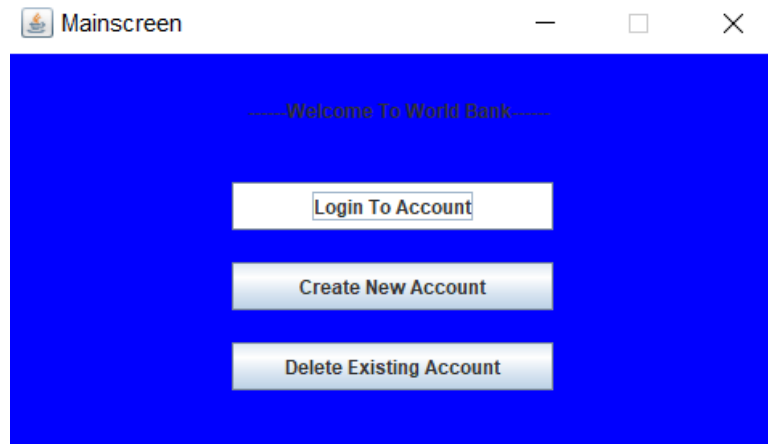 Mainscreen
------Welcome To World Bank------
Login To Account
Create New Account
Delete Existing Account